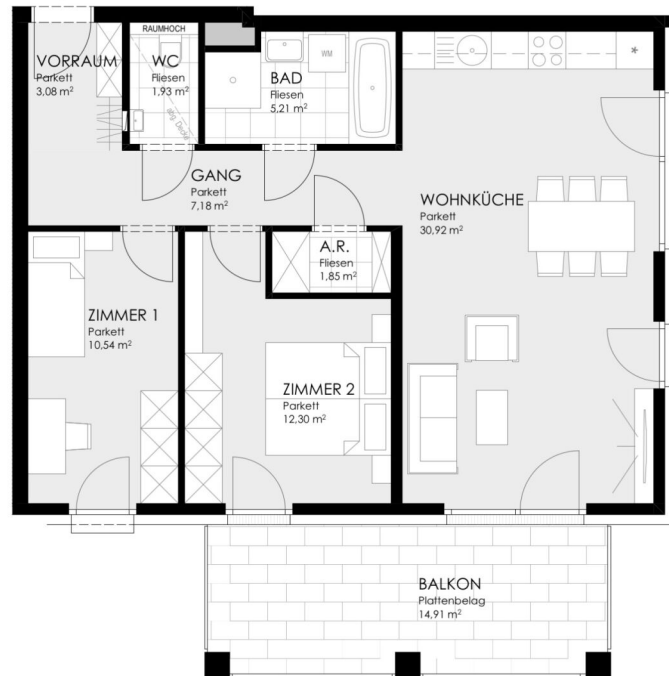 RAUMHOCH
VORRAUM
Parkett
3,08 m²
WC
Fliesen
1,93 m²
abg. Decke
BAD
Fliesen
5,21 m²
WM
*
GANG
Parkett
7,18 m²
WOHNKÜCHE
Parkett
30,92 m²
A.R.
Fliesen
1,85 m²
ZIMMER 1
Parkett
10,54 m²
ZIMMER 2
Parkett
12,30 m²
BALKON
Plattenbelag
14,91 m²